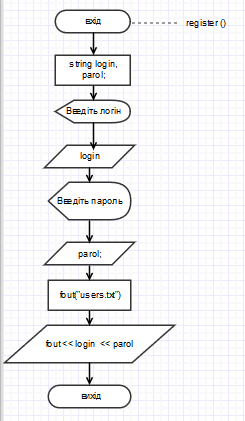 вхід
register ()
string login,
parol;
Введіть логін
login
Введіть пароль
parol;
fout("users.txt")
fout<< login << parol
вихід